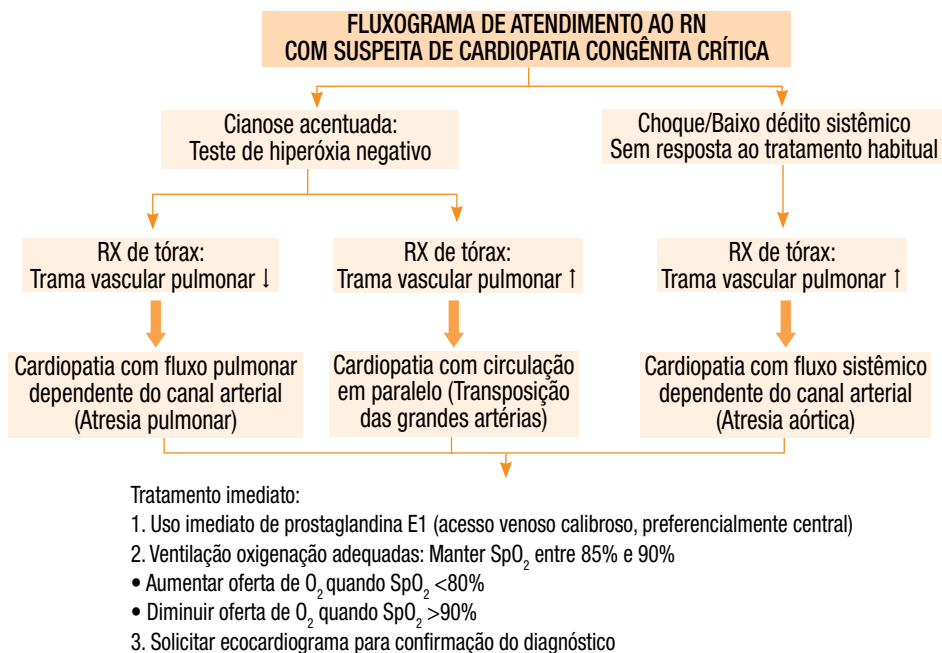 FLUXOGRAMA DE ATENDIMENTO AO RN
COM SUSPEITA DE CARDIOPATIA CONGÊNITA CRÍTICA
Cianose acentuada:
Teste de hiperóxia negativo
Choque/Baixo dédito sistêmico
Sem resposta ao tratamento habitual
RX de tórax:
Trama vascular pulmonar ↓
RX de tórax:
Trama vascular pulmonar ↑
RX de tórax:
Trama vascular pulmonar ↑
Cardiopatia com fluxo pulmonar
dependente do canal arterial
(Atresia pulmonar)
Cardiopatia com circulação
em paralelo (Transposição
das grandes artérias)
Cardiopatia com fluxo sistêmico
dependente do canal arterial
(Atresia aórtica)
Tratamento imediato:
1. Uso imediato de prostaglandina E1 (acesso venoso calibroso, preferencialmente central)
2. Ventilação oxigenação adequadas: Manter SpO₂ entre 85% e 90%
• Aumentar oferta de O₂ quando SpO₂ <80%
• Diminuir oferta de O₂ quando SpO₂ >90%
3. Solicitar ecocardiograma para confirmação do diagnóstico